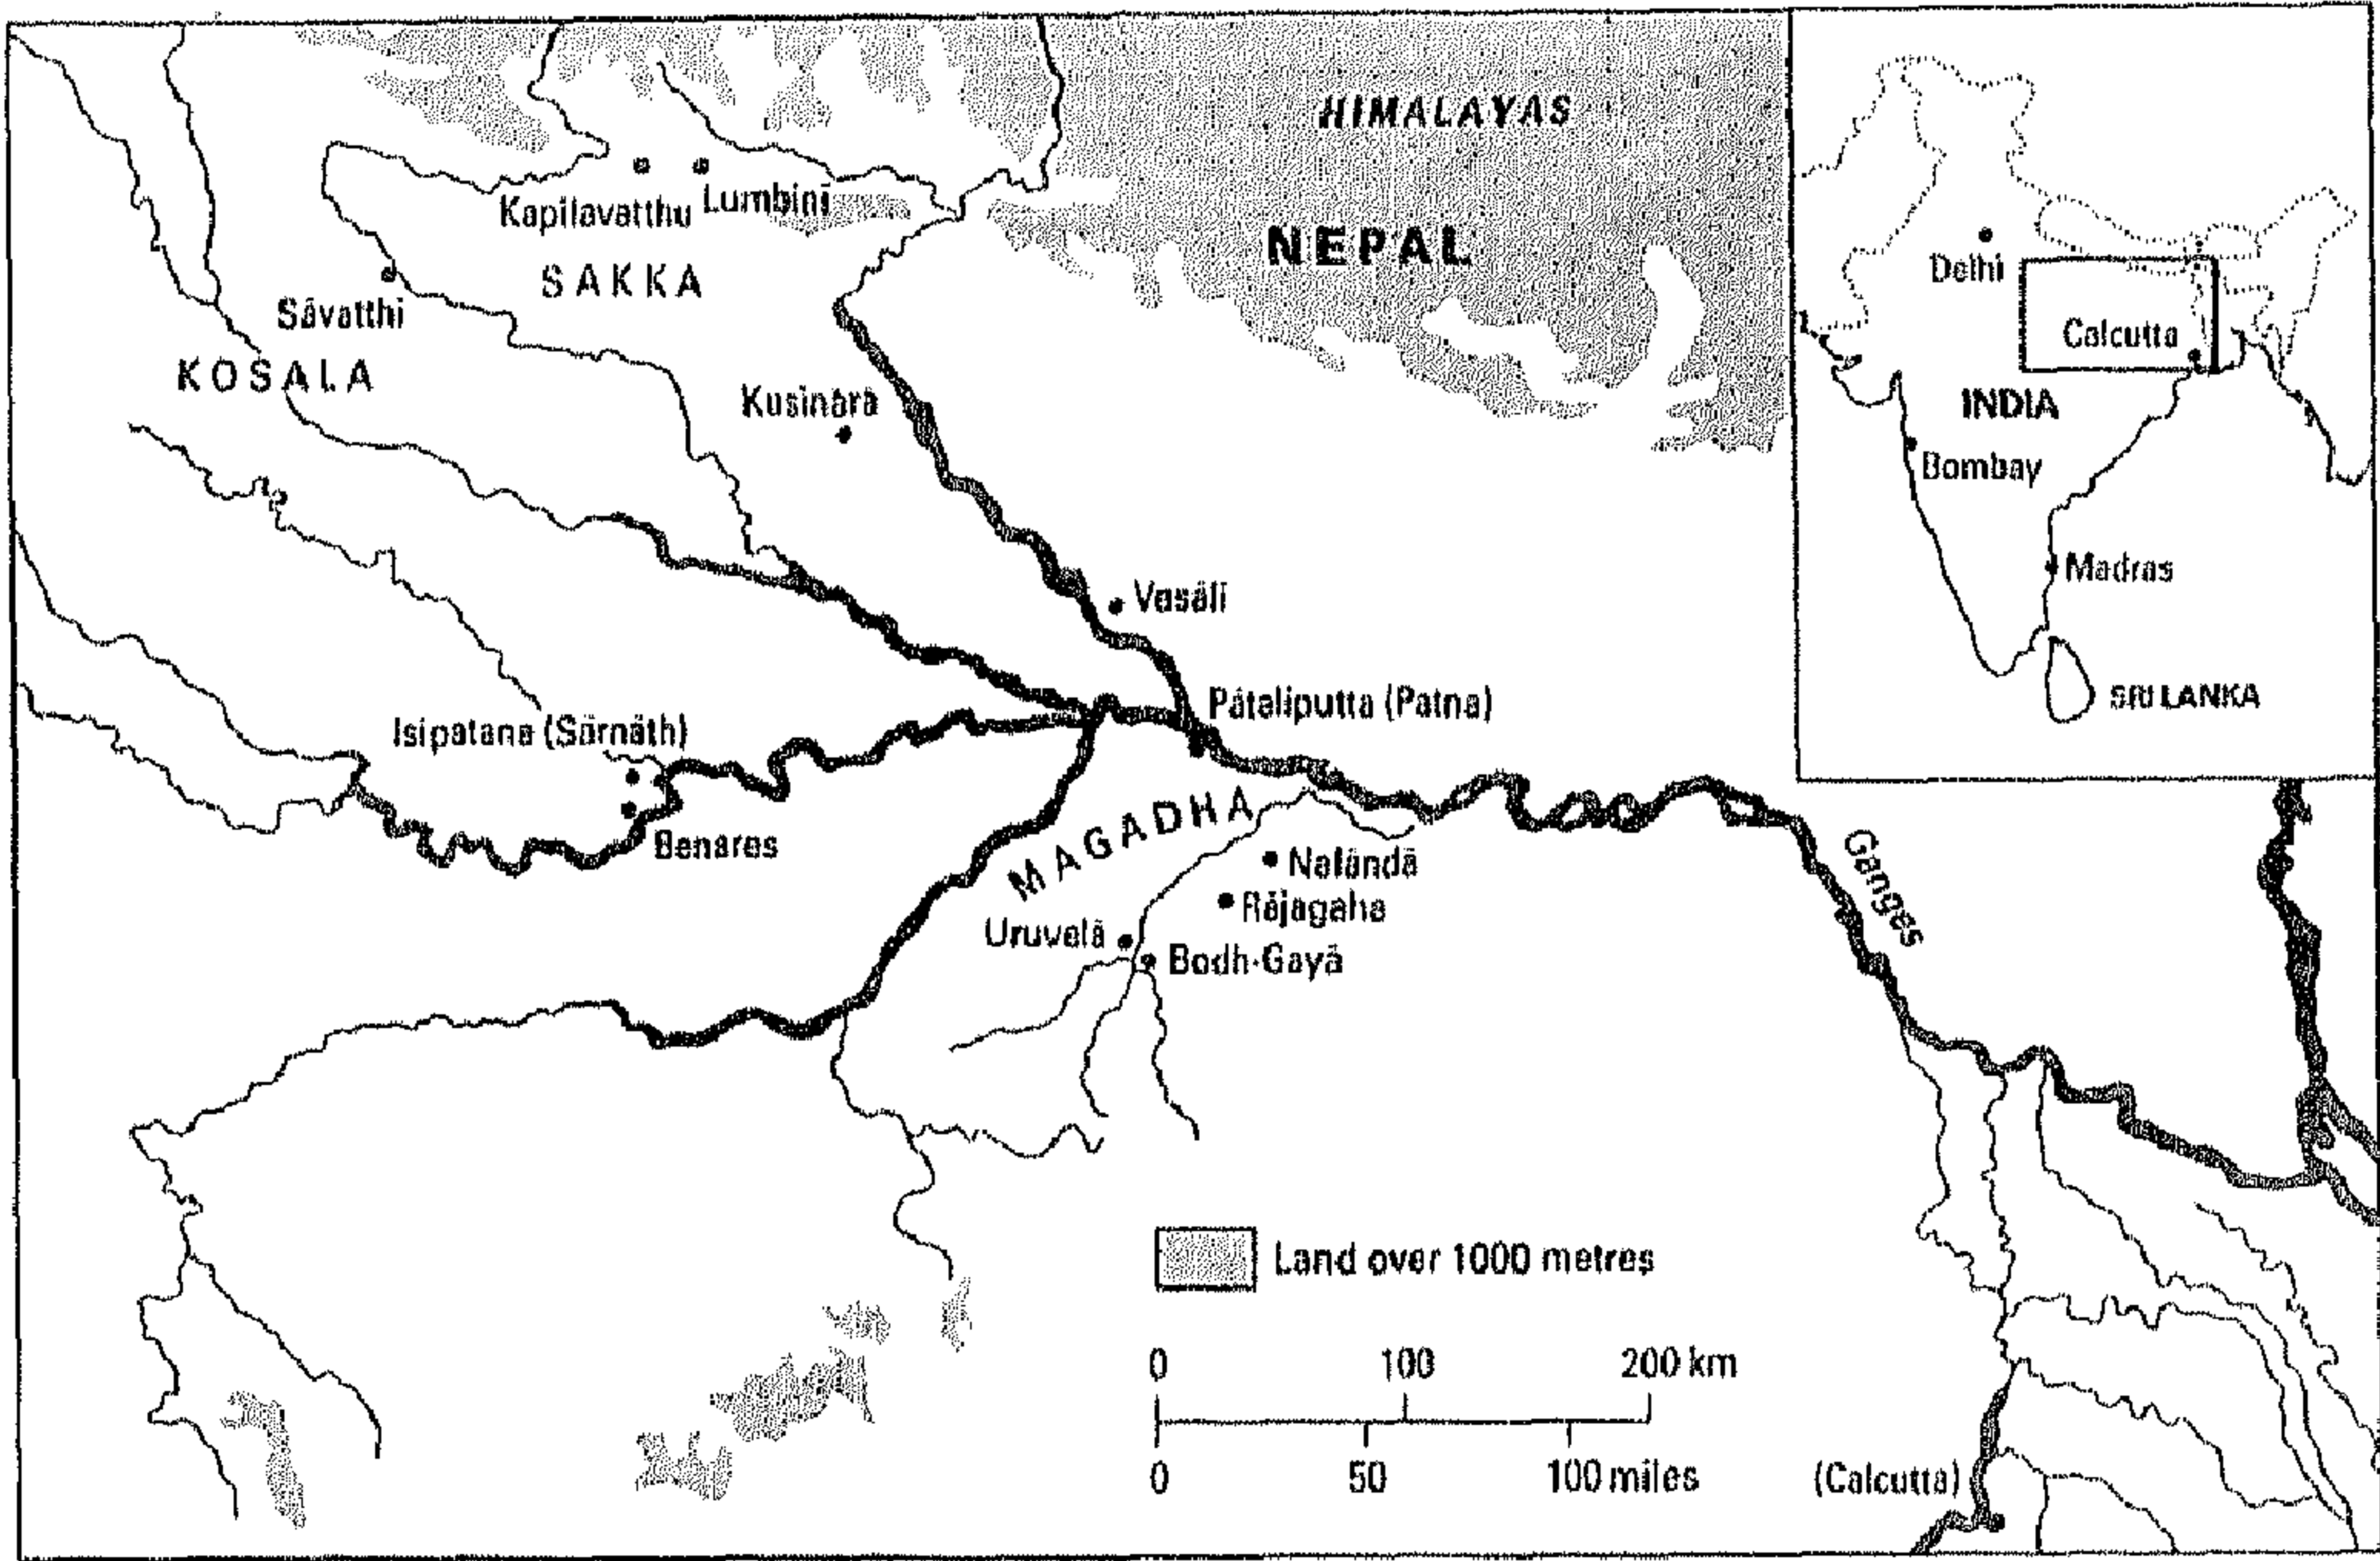 HIMALAYAS
NEPAL
Kapilavatthu
Lumbinī
SAKKA
Sāvatthi
KOSALA
Kusinārā
Vesāli
Pātaliputta (Patna)
Isipatana (Sārnāth)
Benares
MAGADHA
Nalāndā
Rājagaha
Uruvelā
Bodh-Gayā
Ganges
Land over 1000 metres
0 100 200 km
0 50 100 miles
(Calcutta)
Delhi
Calcutta
INDIA
Bombay
Madras
SRI LANKA